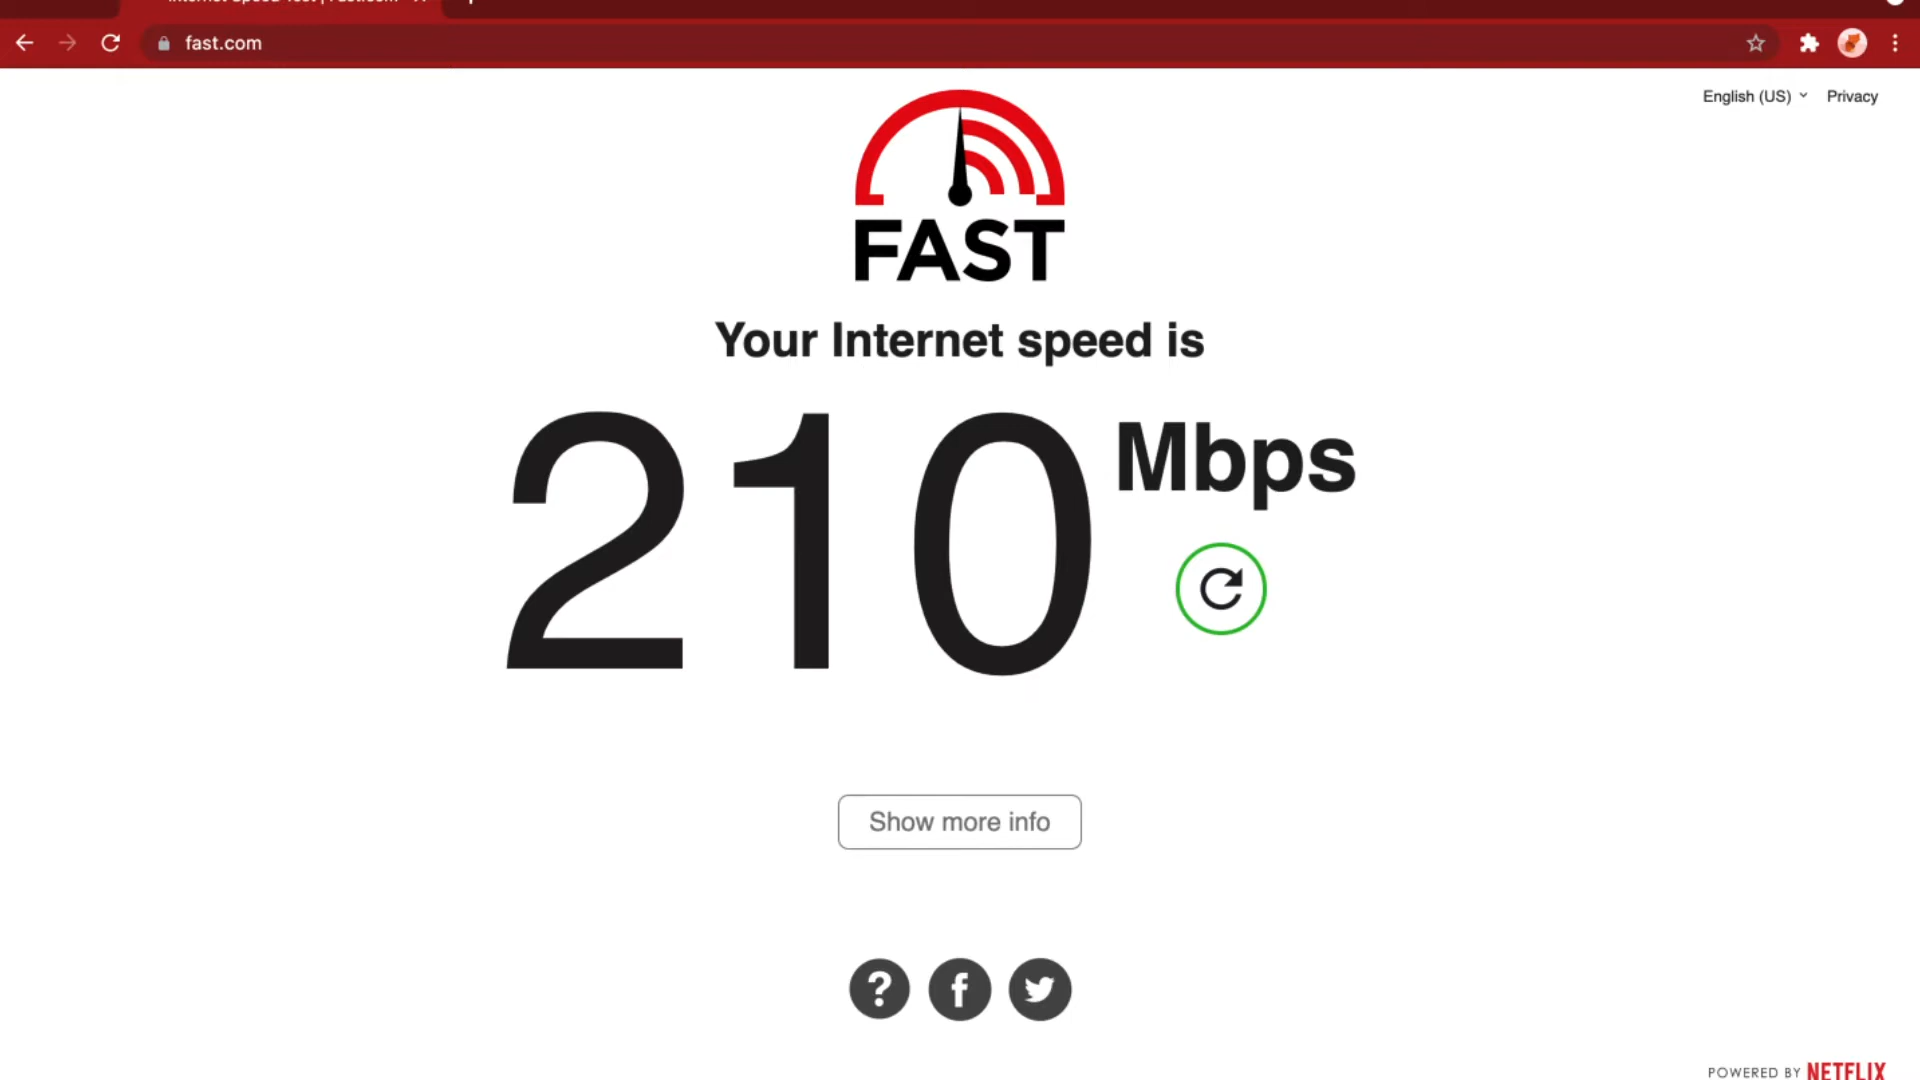 fast.com
English (US)
Privacy
FAST
Your Internet speed is
210 Mbps
Show more info
POWERED BY NETFLIX